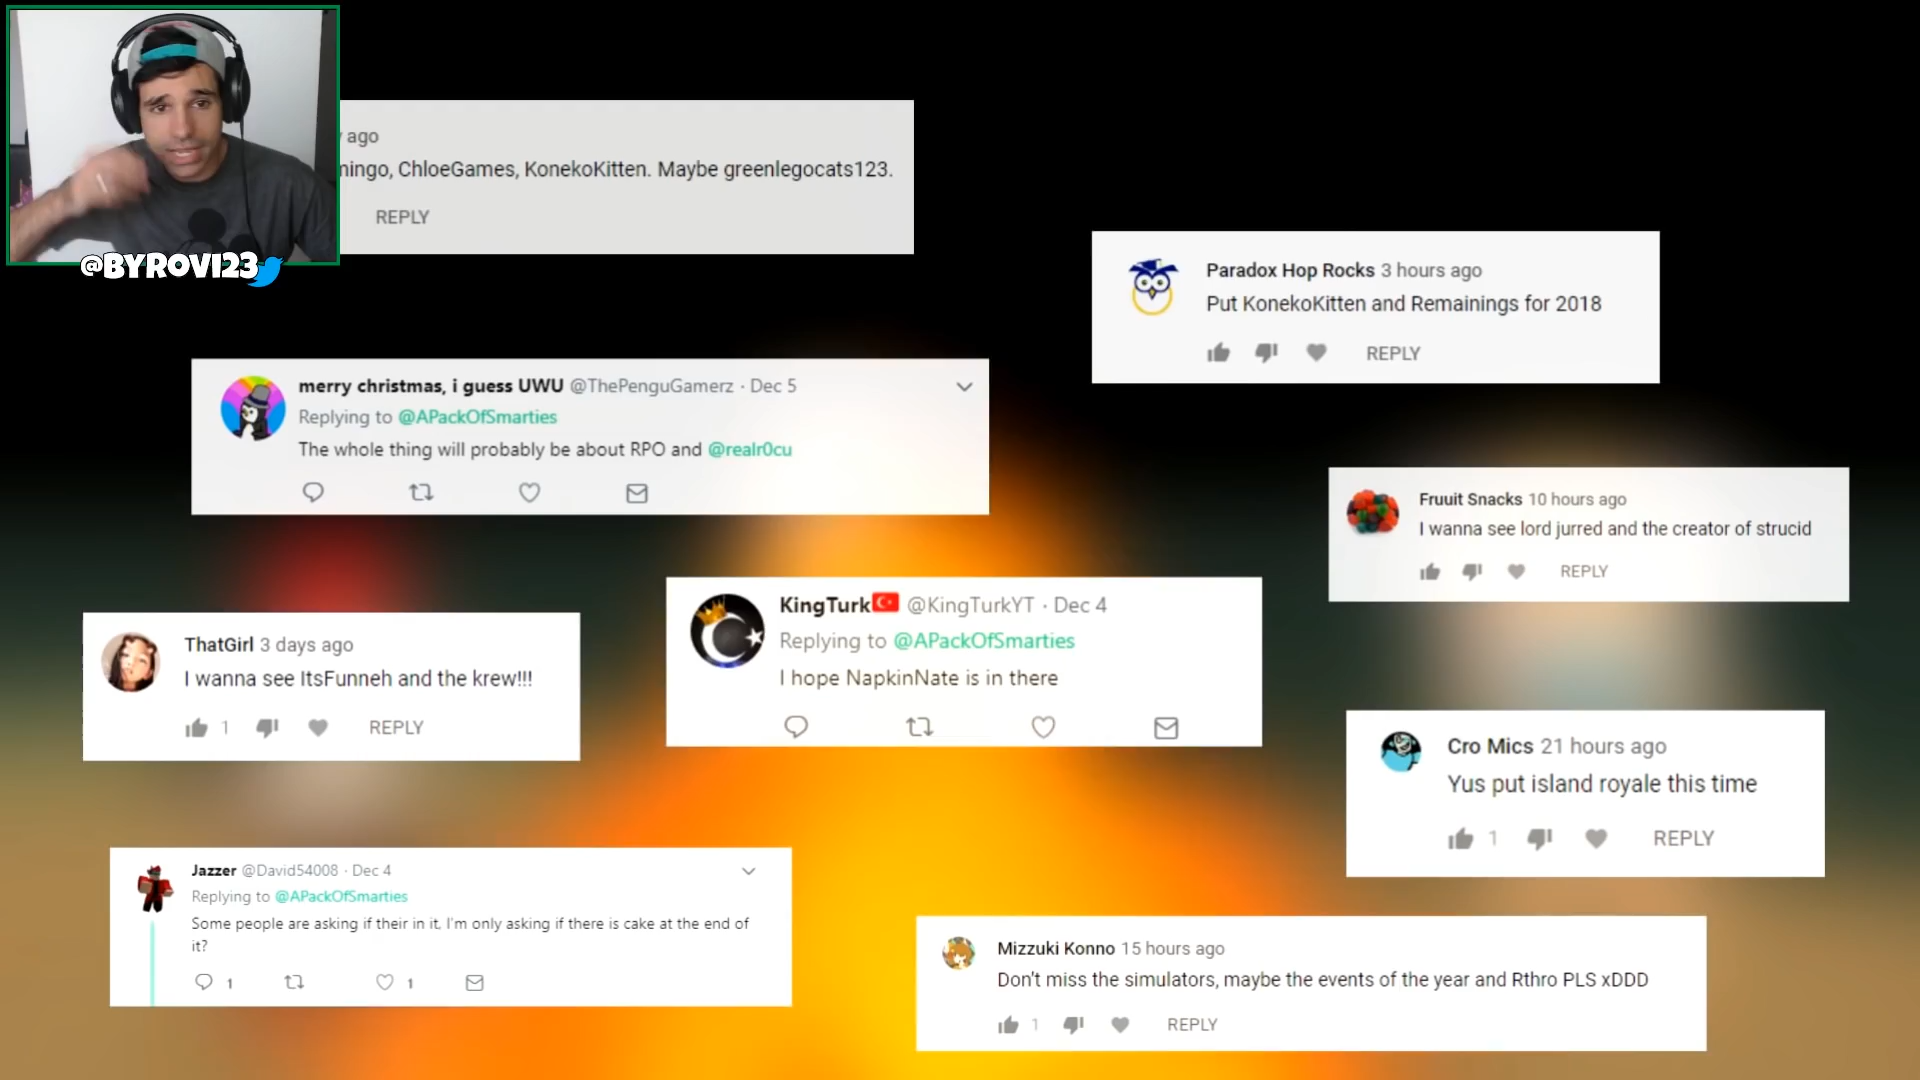 ago
mingo, ChloeGames, KonekoKitten. Maybe greenlegocats123.
REPLY
@BYROVI23
Paradox Hop Rocks 3 hours ago
Put KonekoKitten and Remainings for 2018
REPLY
merry christmas, i guess UWU @ThePenguGamerz · Dec 5
Replying to @APackOfSmarties
The whole thing will probably be about RPO and @realr0cu
Fruuit Snacks 10 hours ago
I wanna see lord jurred and the creator of strucid
REPLY
KingTurk @KingTurkYT · Dec 4
Replying to @APackOfSmarties
I hope NapkinNate is in there
ThatGirl 3 days ago
I wanna see ItsFunneh and the krew!!!
1 REPLY
Cro Mics 21 hours ago
Yus put island royale this time
1 REPLY
Jazzer @David54008 · Dec 4
Replying to @APackOfSmarties
Some people are asking if their in it. I'm only asking if there is cake at the end of
it?
1 1
Mizzuki Konno 15 hours ago
Don't miss the simulators, maybe the events of the year and Rthro PLS xDDD
1 REPLY